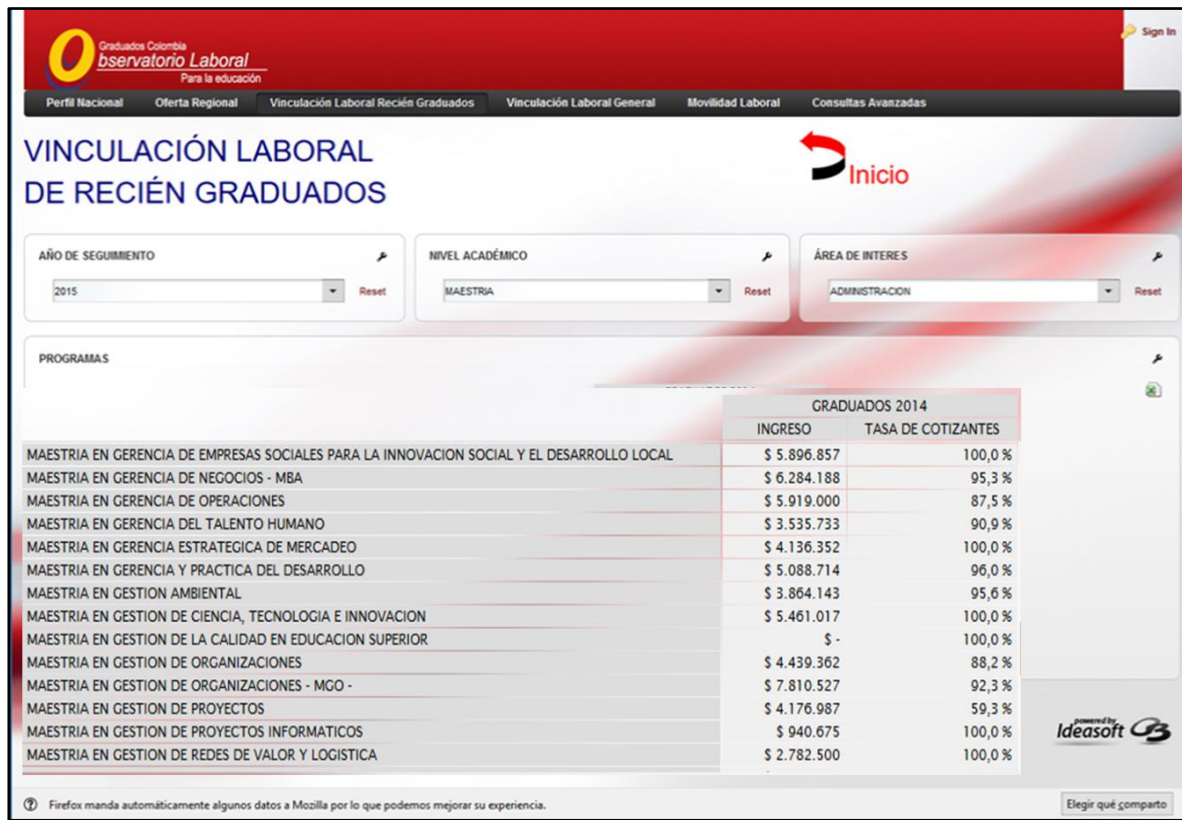 Graduados Colombia
Observatorio Laboral
Para la educación
Sign In
Perfil Nacional Oferta Regional Vinculación Laboral Recién Graduados Vinculación Laboral General Movilidad Laboral Consultas Avanzadas
VINCULACIÓN LABORAL
DE RECIÉN GRADUADOS
Inicio
AÑO DE SEGUIMIENTO NIVEL ACADÉMICO ÁREA DE INTERES
2015 Reset MAESTRIA Reset ADMINISTRACION Reset
PROGRAMAS
GRADUADOS 2014
INGRESO TASA DE COTIZANTES
MAESTRIA EN GERENCIA DE EMPRESAS SOCIALES PARA LA INNOVACION SOCIAL Y EL DESARROLLO LOCAL $ 5.896.857 100,0 %
MAESTRIA EN GERENCIA DE NEGOCIOS - MBA $ 6.284.188 95,3 %
MAESTRIA EN GERENCIA DE OPERACIONES $ 5.919.000 87,5 %
MAESTRIA EN GERENCIA DEL TALENTO HUMANO $ 3.535.733 90,9 %
MAESTRIA EN GERENCIA ESTRATEGICA DE MERCADEO $ 4.136.352 100,0 %
MAESTRIA EN GERENCIA Y PRACTICA DEL DESARROLLO $ 5.088.714 96,0 %
MAESTRIA EN GESTION AMBIENTAL $ 3.864.143 95,6 %
MAESTRIA EN GESTION DE CIENCIA, TECNOLOGIA E INNOVACION $ 5.461.017 100,0 %
MAESTRIA EN GESTION DE LA CALIDAD EN EDUCACION SUPERIOR $ - 100,0 %
MAESTRIA EN GESTION DE ORGANIZACIONES $ 4.439.362 88,2 %
MAESTRIA EN GESTION DE ORGANIZACIONES - MGO - $ 7.810.527 92,3 %
MAESTRIA EN GESTION DE PROYECTOS $ 4.176.987 59,3 %
MAESTRIA EN GESTION DE PROYECTOS INFORMATICOS $ 940.675 100,0 %
MAESTRIA EN GESTION DE REDES DE VALOR Y LOGISTICA $ 2.782.500 100,0 %
powered by
Ideasoft O3
Firefox manda automáticamente algunos datos a Mozilla por lo que podemos mejorar su experiencia. Elegir qué comparto